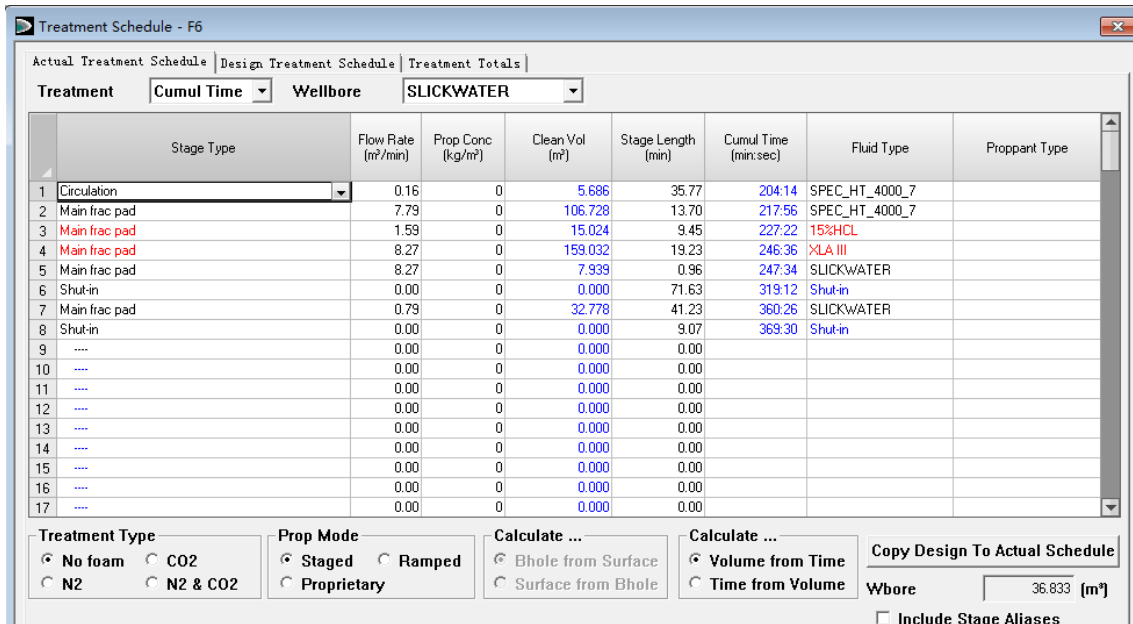 Treatment Schedule - F6
Actual Treatment Schedule Design Treatment Schedule Treatment Totals
Treatment Cumul Time Wellbore SLICKWATER
Stage Type Flow Rate (m³/min) Prop Conc (kg/m³) Clean Vol (m³) Stage Length (min) Cumul Time (min:sec) Fluid Type Proppant Type
1 Circulation 0.16 0 5.686 35.77 204:14 SPEC_HT_4000_7
2 Main frac pad 7.79 0 106.728 13.70 217:56 SPEC_HT_4000_7
3 Main frac pad 1.59 0 15.024 9.45 227:22 15%HCL
4 Main frac pad 8.27 0 159.032 19.23 246:36 XLA III
5 Main frac pad 8.27 0 7.939 0.96 247:34 SLICKWATER
6 Shut-in 0.00 0 0.000 71.63 319:12 Shut-in
7 Main frac pad 0.79 0 32.778 41.23 360:26 SLICKWATER
8 Shut-in 0.00 0 0.000 9.07 369:30 Shut-in
9 ---- 0.00 0 0.000 0.00
10 ---- 0.00 0 0.000 0.00
11 ---- 0.00 0 0.000 0.00
12 ---- 0.00 0 0.000 0.00
13 ---- 0.00 0 0.000 0.00
14 ---- 0.00 0 0.000 0.00
15 ---- 0.00 0 0.000 0.00
16 ---- 0.00 0 0.000 0.00
17 ---- 0.00 0 0.000 0.00
Treatment Type Prop Mode Calculate ... Calculate ...
No foam CO2 Staged Ramped Bhole from Surface Volume from Time Copy Design To Actual Schedule
N2 N2 & CO2 Proprietary Surface from Bhole Time from Volume Wbore 36.833 (m³)
Include Stage Aliases